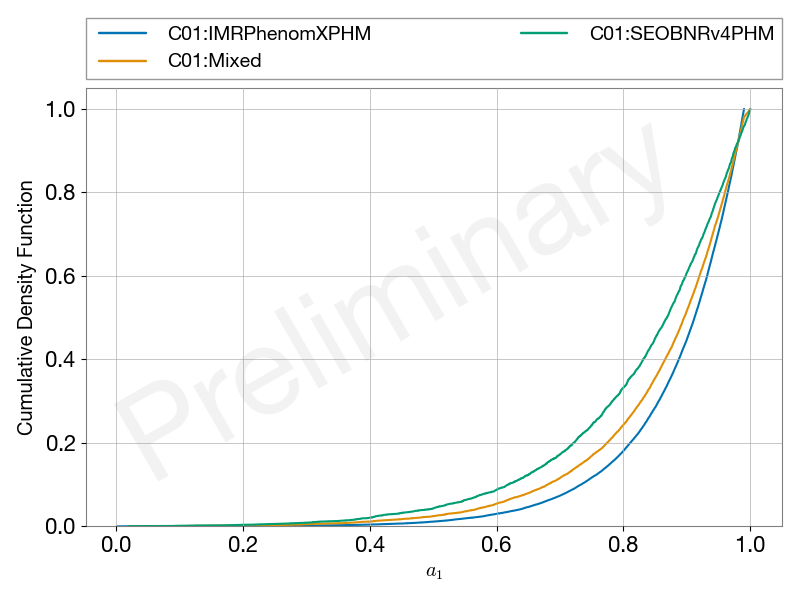 C01:IMRPhenomXPHM
C01:Mixed
C01:SEOBNRv4PHM
1.0
0.8
0.6
0.4
0.2
0.0
Cumulative Density Function
Preliminary
0.0 0.2 0.4 0.6 0.8 1.0
a₁